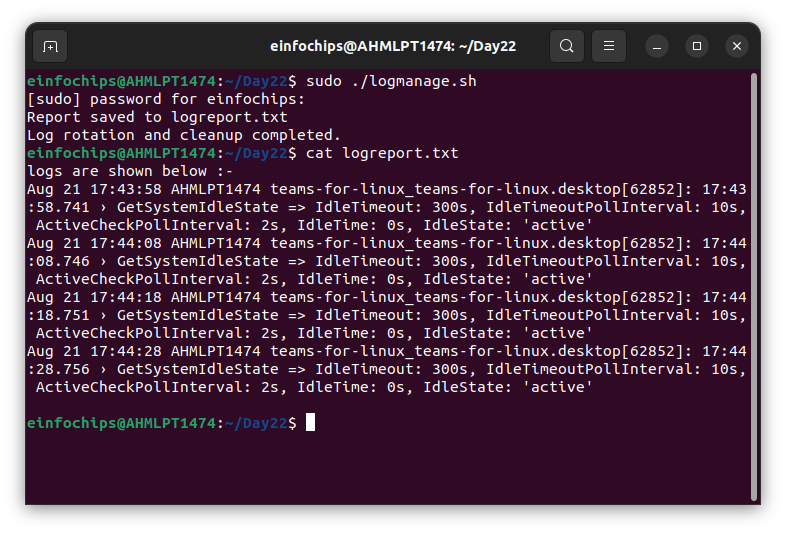 einfochips@AHMLPT1474: ~/Day22
einfochips@AHMLPT1474:~/Day22$ sudo ./logmanage.sh
[sudo] password for einfochips:
Report saved to logreport.txt
Log rotation and cleanup completed.
einfochips@AHMLPT1474:~/Day22$ cat logreport.txt
logs are shown below :-
Aug 21 17:43:58 AHMLPT1474 teams-for-linux_teams-for-linux.desktop[62852]: 17:43
:58.741 › GetSystemIdleState => IdleTimeout: 300s, IdleTimeoutPollInterval: 10s,
 ActiveCheckPollInterval: 2s, IdleTime: 0s, IdleState: 'active'
Aug 21 17:44:08 AHMLPT1474 teams-for-linux_teams-for-linux.desktop[62852]: 17:44
:08.746 › GetSystemIdleState => IdleTimeout: 300s, IdleTimeoutPollInterval: 10s,
 ActiveCheckPollInterval: 2s, IdleTime: 0s, IdleState: 'active'
Aug 21 17:44:18 AHMLPT1474 teams-for-linux_teams-for-linux.desktop[62852]: 17:44
:18.751 › GetSystemIdleState => IdleTimeout: 300s, IdleTimeoutPollInterval: 10s,
 ActiveCheckPollInterval: 2s, IdleTime: 0s, IdleState: 'active'
Aug 21 17:44:28 AHMLPT1474 teams-for-linux_teams-for-linux.desktop[62852]: 17:44
:28.756 › GetSystemIdleState => IdleTimeout: 300s, IdleTimeoutPollInterval: 10s,
 ActiveCheckPollInterval: 2s, IdleTime: 0s, IdleState: 'active'
einfochips@AHMLPT1474:~/Day22$